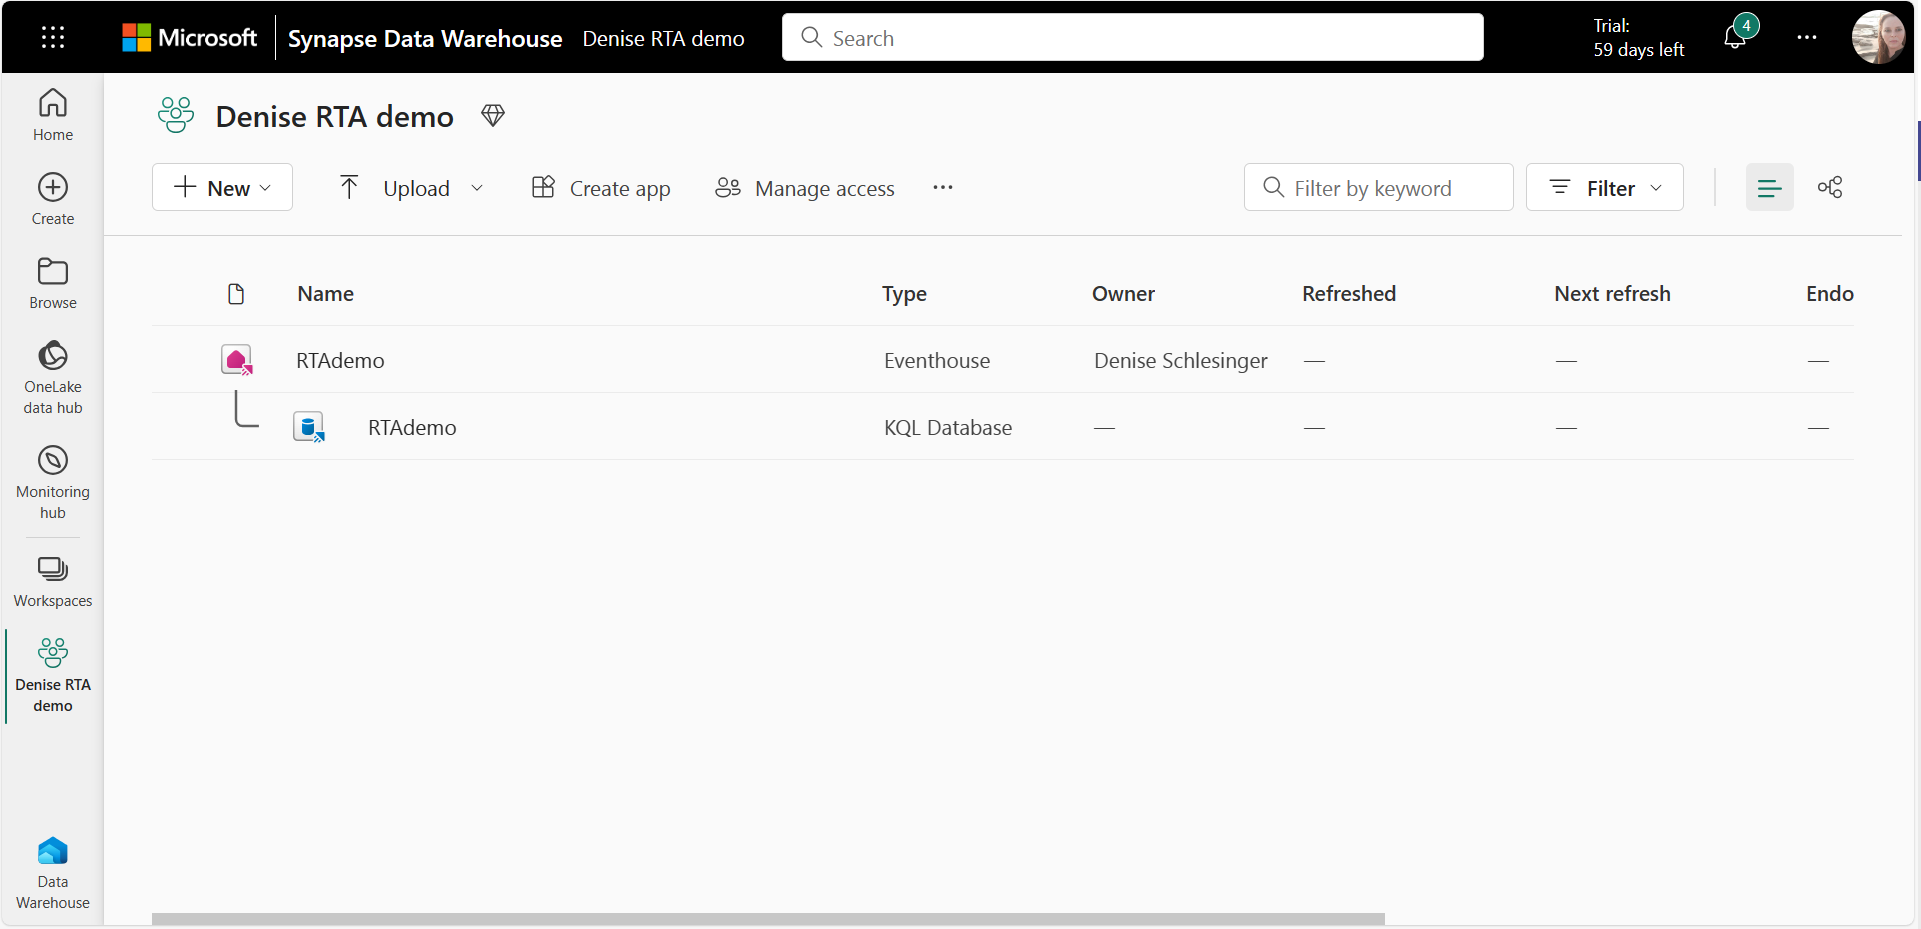 Microsoft
Synapse Data Warehouse
Denise RTA demo
Search
Trial:
59 days left
4
Home
Create
Browse
OneLake
data hub
Monitoring
hub
Workspaces
Denise RTA
demo
Data
Warehouse
Denise RTA demo
New
Upload
Create app
Manage access
Filter by keyword
Filter
Name Type Owner Refreshed Next refresh Endo
RTAdemo Eventhouse Denise Schlesinger — — —
RTAdemo KQL Database — — — —